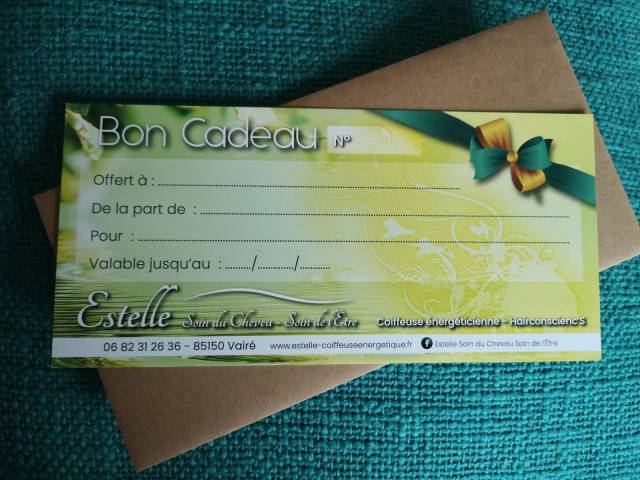 Bon Cadeau N°
Offert à : ........................................................
De la part de : ........................................................
Pour : ........................................................
Valable jusqu'au : ........./............/..........
Estelle Soin du Cheveu - Soin de l'Etre Coiffeuse énergéticienne - Hairconscienc'S
06 82 31 26 36 - 85150 Vairé www.estelle-coiffeuseenergetique.fr Estelle Soin du Cheveu Soin de l'Être